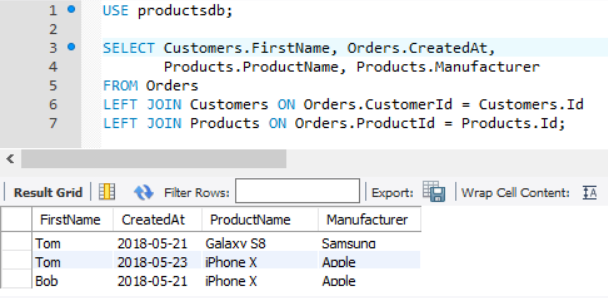 1 USE productsdb;
2
3 SELECT Customers.FirstName, Orders.CreatedAt,
4 Products.ProductName, Products.Manufacturer
5 FROM Orders
6 LEFT JOIN Customers ON Orders.CustomerId = Customers.Id
7 LEFT JOIN Products ON Orders.ProductId = Products.Id;
Result Grid Filter Rows: Export: Wrap Cell Content:
FirstName CreatedAt ProductName Manufacturer
Tom 2018-05-21 Galaxy S8 Samsung
Tom 2018-05-23 iPhone X Apple
Bob 2018-05-21 iPhone X Apple